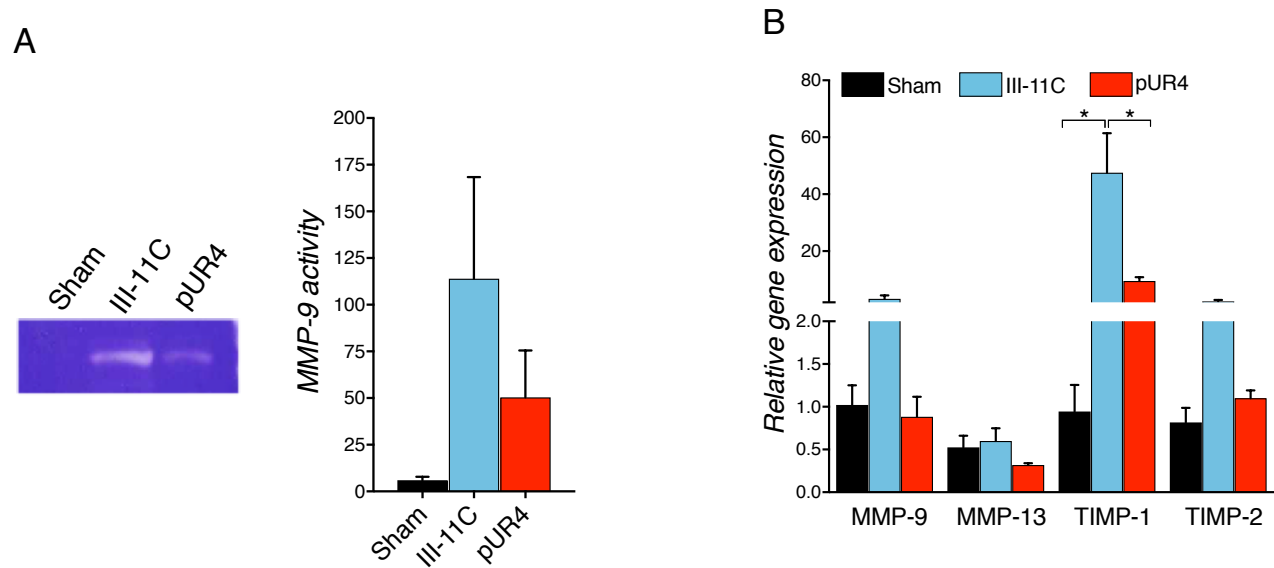 A
Sham
III-11C
pUR4
MMP-9 activity
200
175
150
125
100
75
50
25
0
Sham
III-11C
pUR4
B
Sham III-11C pUR4
Relative gene expression
80
60
40
20
2.0
1.5
1.0
0.5
0.0
* *
MMP-9 MMP-13 TIMP-1 TIMP-2